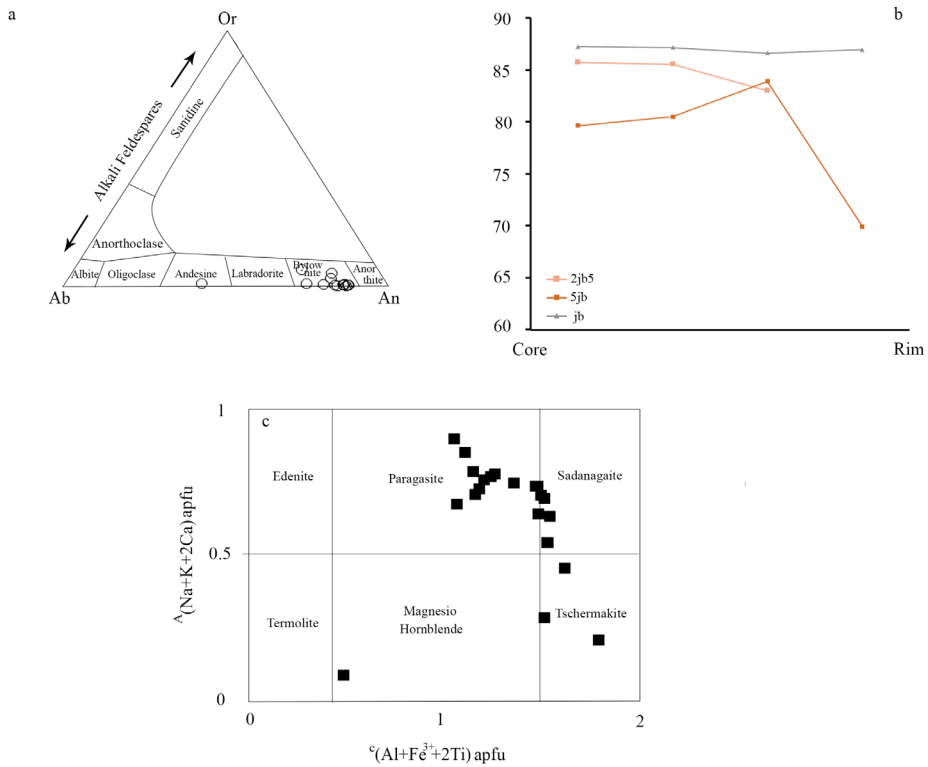 a
Or
Alkali Feldespares
Sanidine
Anorthoclase
Albite
Oligoclase
Andesine
Labradorite
Bytow
nite
Anor
thite
Ab
An
b
90
85
80
75
70
65
60
2jb5
5jb
jb
Core
Rim
c
1
0.5
0
A(Na+K+2Ca) apfu
Edenite
Paragasite
Sadanagaite
Termolite
Magnesio
Hornblende
Tschermakite
0
1
2
c(Al+Fe3++2Ti) apfu